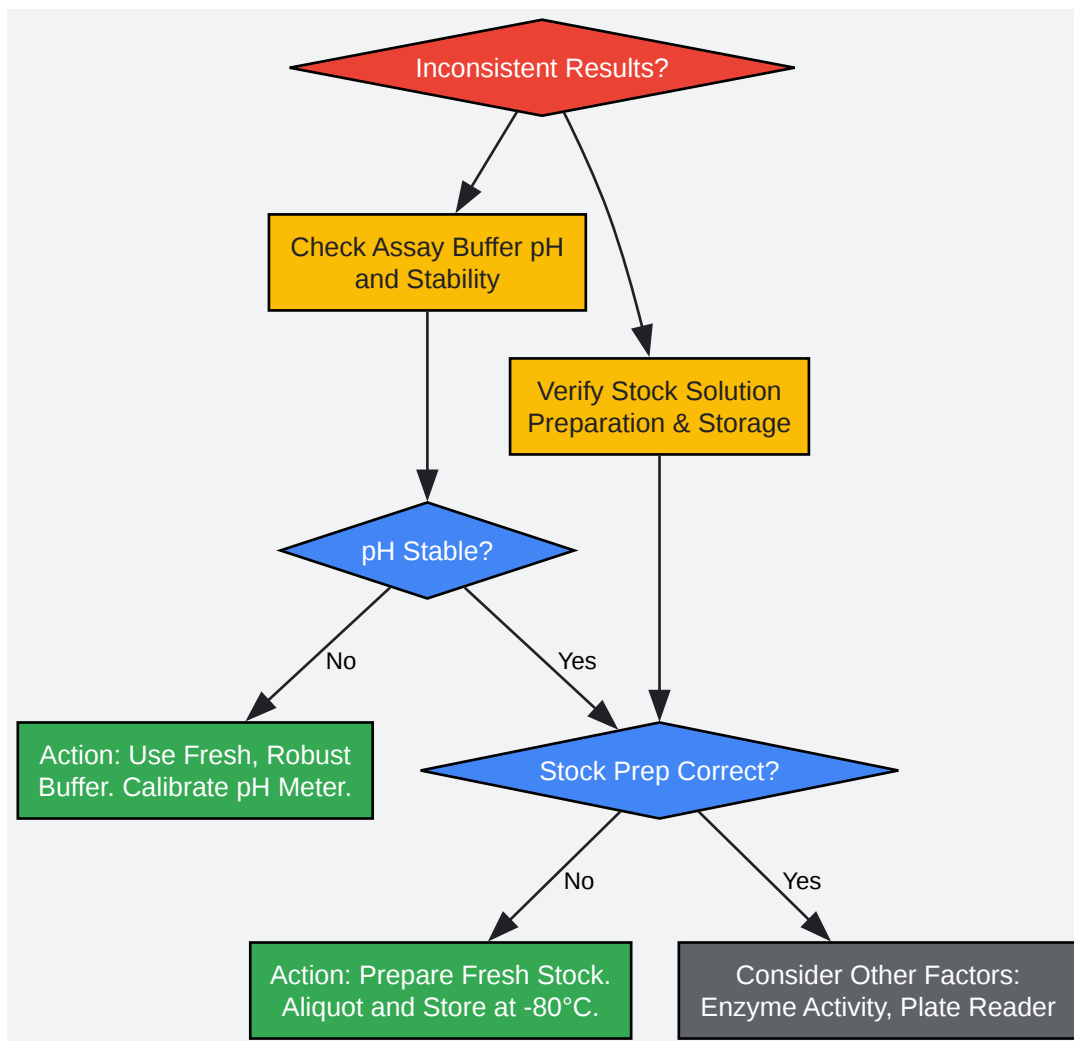 Inconsistent Results?
Check Assay Buffer pH
and Stability
Verify Stock Solution
Preparation & Storage
pH Stable?
No
Yes
Action: Use Fresh, Robust
Buffer. Calibrate pH Meter.
Stock Prep Correct?
No
Yes
Action: Prepare Fresh Stock.
Aliquot and Store at -80°C.
Consider Other Factors:
Enzyme Activity, Plate Reader